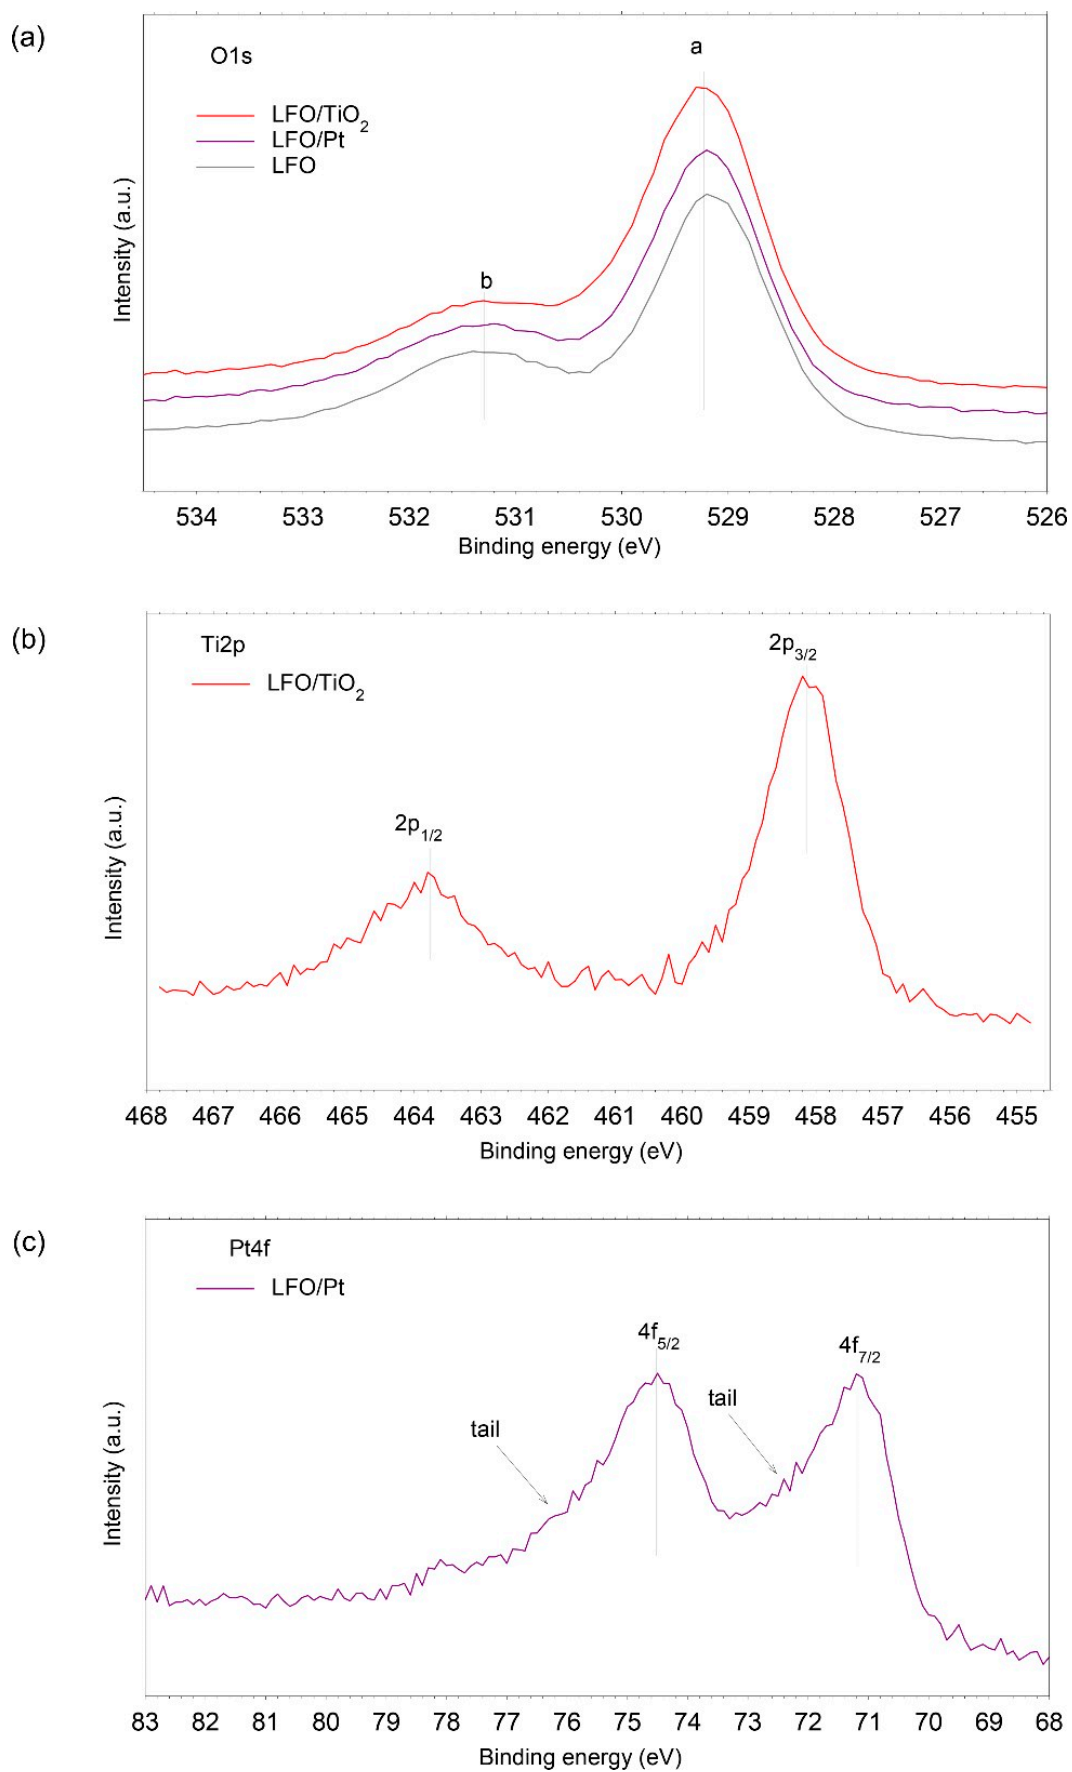 (a)
O1s
a
LFO/TiO2
LFO/Pt
LFO
b
Intensity (a.u.)
534 533 532 531 530 529 528 527 526
Binding energy (eV)
(b)
Ti2p
2p3/2
LFO/TiO2
2p1/2
Intensity (a.u.)
468 467 466 465 464 463 462 461 460 459 458 457 456 455
Binding energy (eV)
(c)
Pt4f
LFO/Pt
4f5/2
4f7/2
tail
tail
Intensity (a.u.)
83 82 81 80 79 78 77 76 75 74 73 72 71 70 69 68
Binding energy (eV)